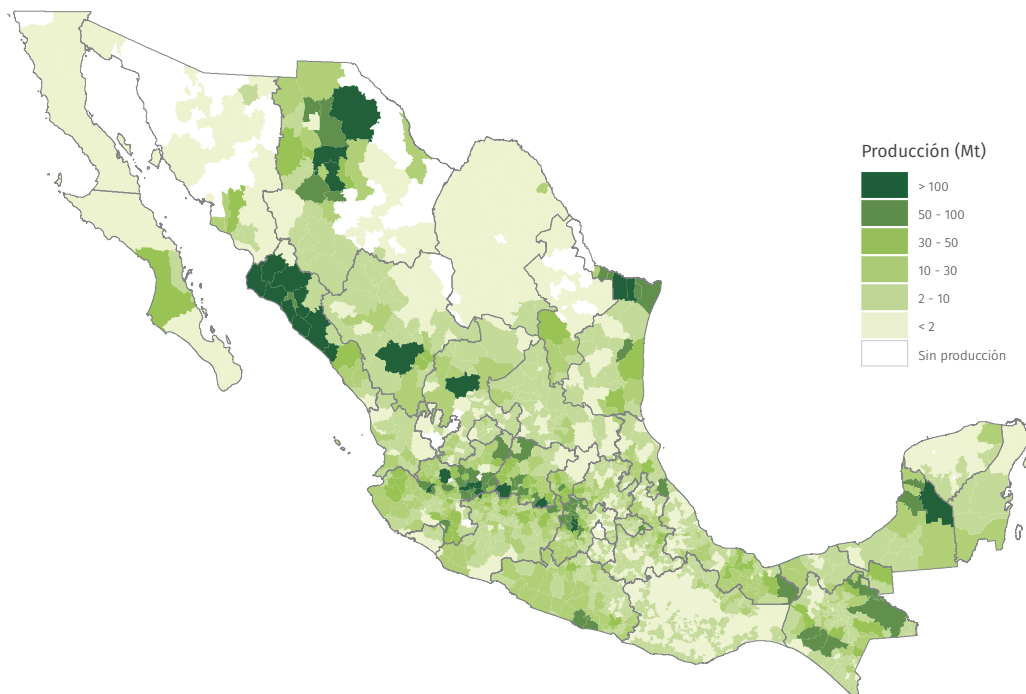 Producción (Mt)
> 100
50 - 100
30 - 50
10 - 30
2 - 10
< 2
Sin producción